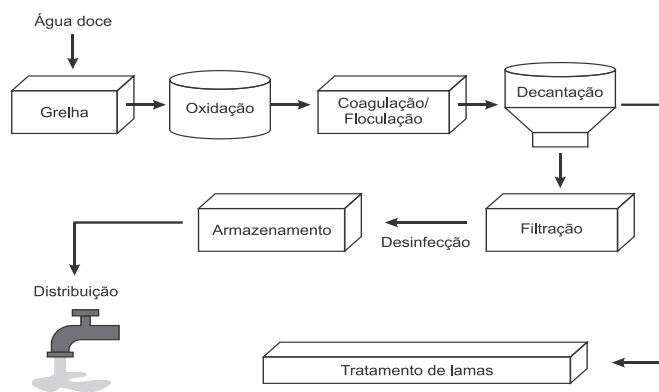 Água doce
Grelha
Oxidação
Coagulação/
Floculação
Decantação
Filtração
Desinfecção
Armazenamento
Distribuição
Tratamento de lamas